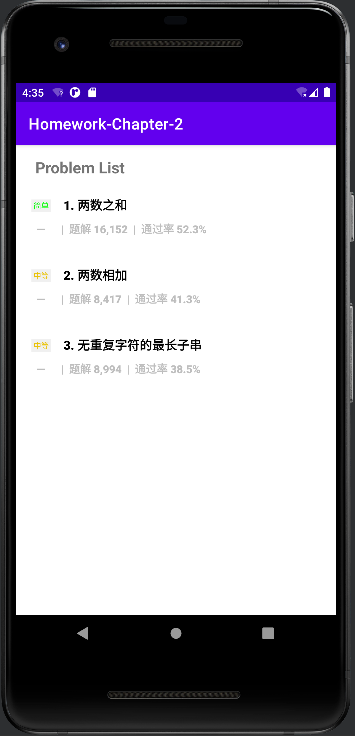 4:35
Homework-Chapter-2
Problem List
简单 1. 两数之和
— | 题解 16,152 | 通过率 52.3%
中等 2. 两数相加
— | 题解 8,417 | 通过率 41.3%
中等 3. 无重复字符的最长子串
— | 题解 8,994 | 通过率 38.5%